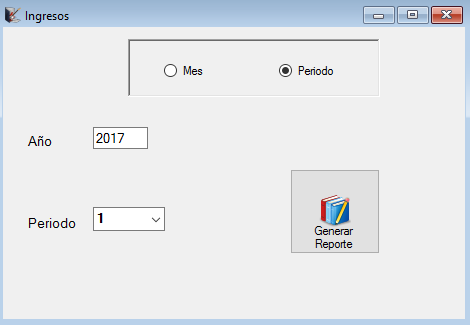 Ingresos
Mes
Periodo
Año
2017
Periodo
1
Generar
Reporte